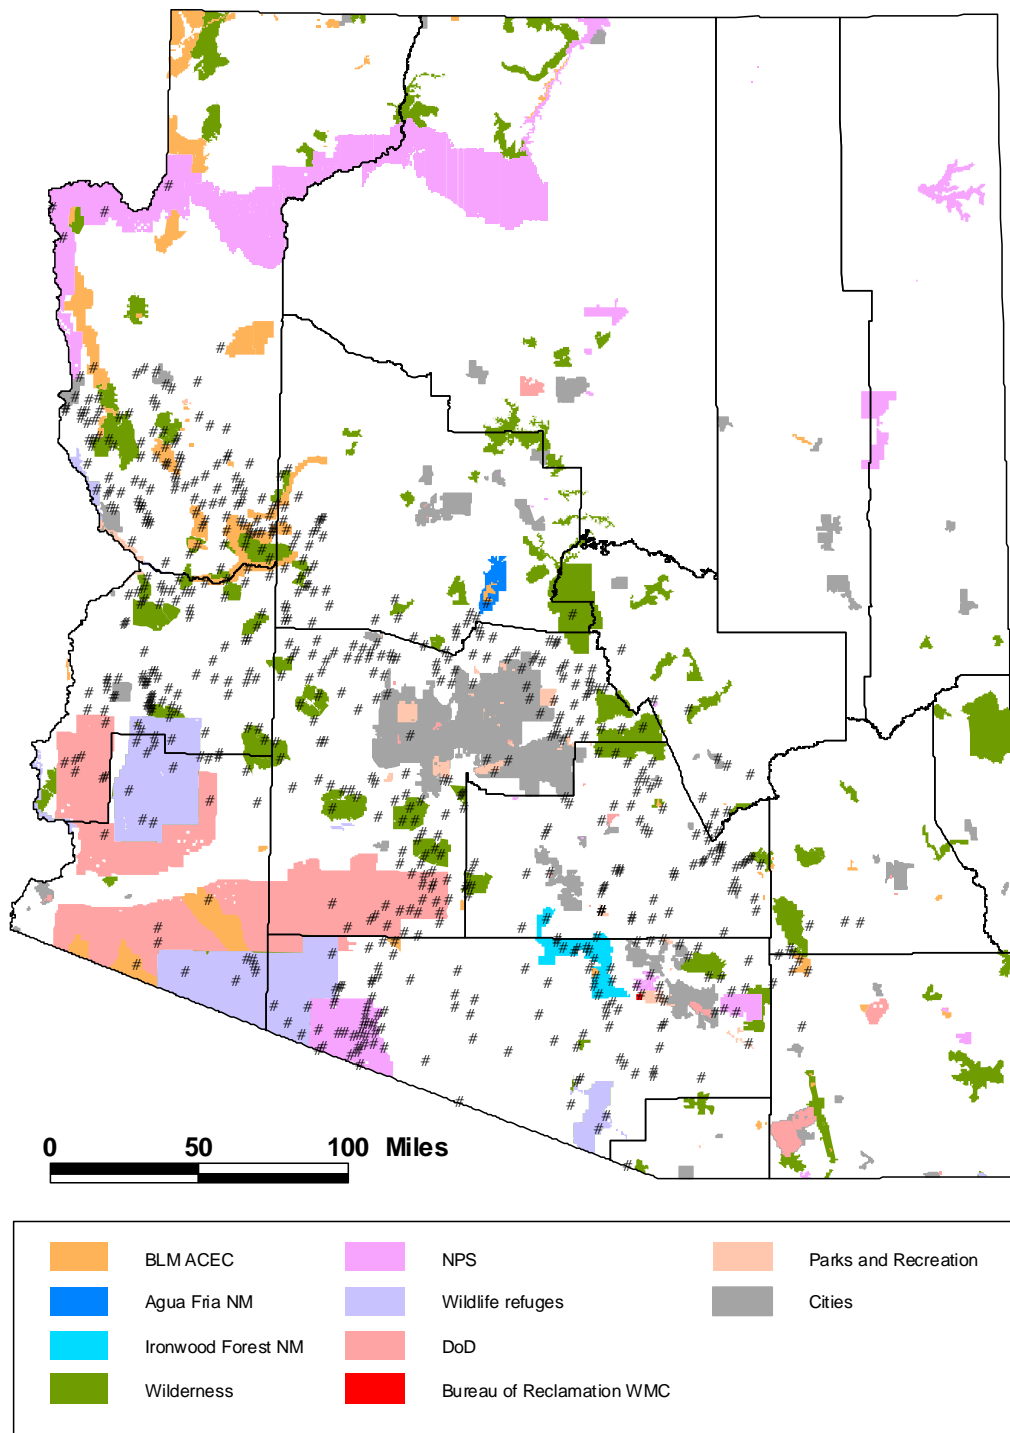 0 50 100 Miles
BLM ACEC
NPS
Parks and Recreation
Agua Fria NM
Wildlife refuges
Cities
Ironwood Forest NM
DoD
Wilderness
Bureau of Reclamation WMC